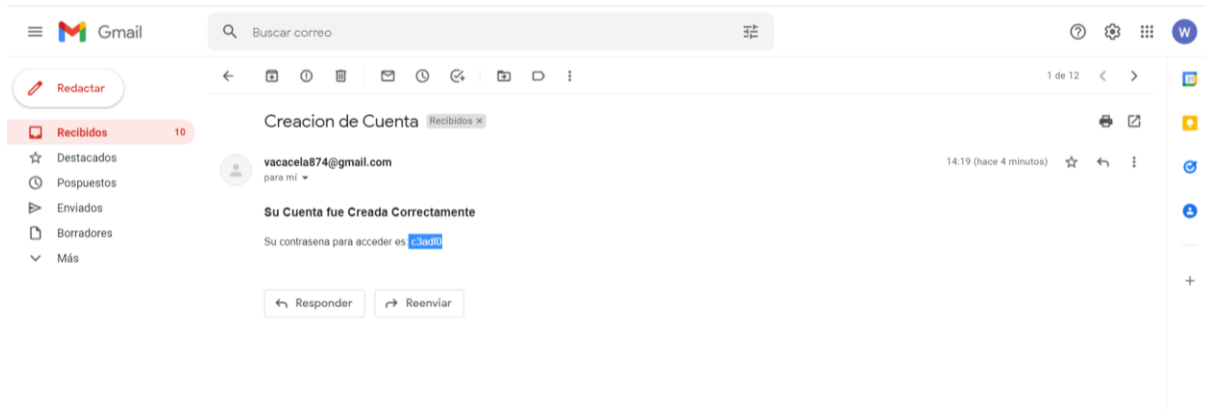 Gmail
Buscar correo
W
Redactar
1 de 12
Creacion de Cuenta Recibidos ×
Recibidos 10
Destacados
vacacela874@gmail.com 14:19 (hace 4 minutos)
para mí
Pospuestos
Enviados
Su Cuenta fue Creada Correctamente
Borradores
Su contrasena para acceder es: c3adf0
Más
Responder Reenviar